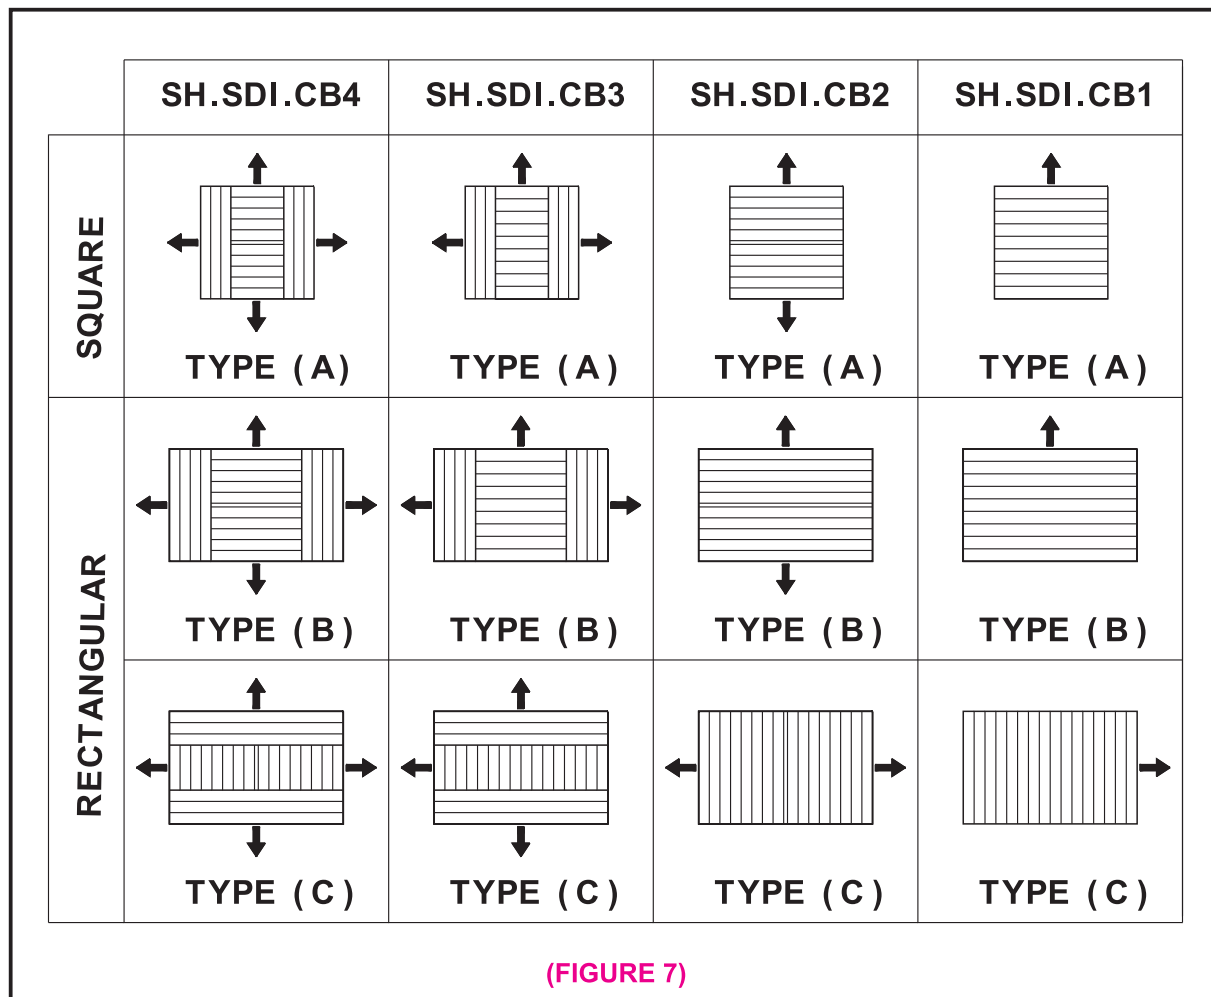 SH.SDI.CB4 SH.SDI.CB3 SH.SDI.CB2 SH.SDI.CB1
SQUARE
TYPE (A) TYPE (A) TYPE (A) TYPE (A)
RECTANGULAR
TYPE (B) TYPE (B) TYPE (B) TYPE (B)
TYPE (C) TYPE (C) TYPE (C) TYPE (C)
(FIGURE 7)